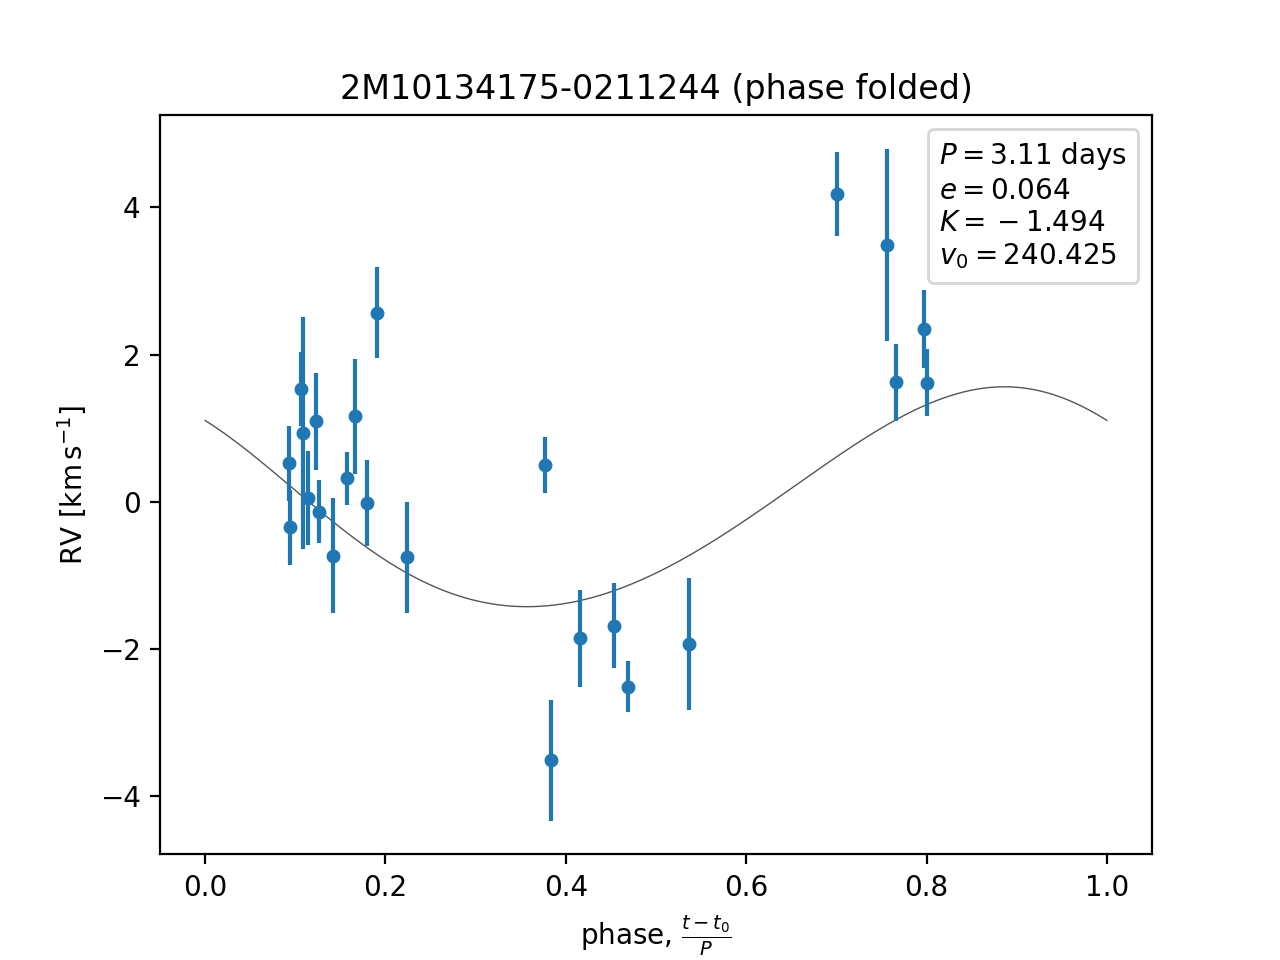 2M10134175-0211244 (phase folded)
P = 3.11 days
e = 0.064
K = −1.494
v₀ = 240.425
4
2
0
−2
−4
RV [km s⁻¹]
0.0 0.2 0.4 0.6 0.8 1.0
phase, (t − t₀)/P